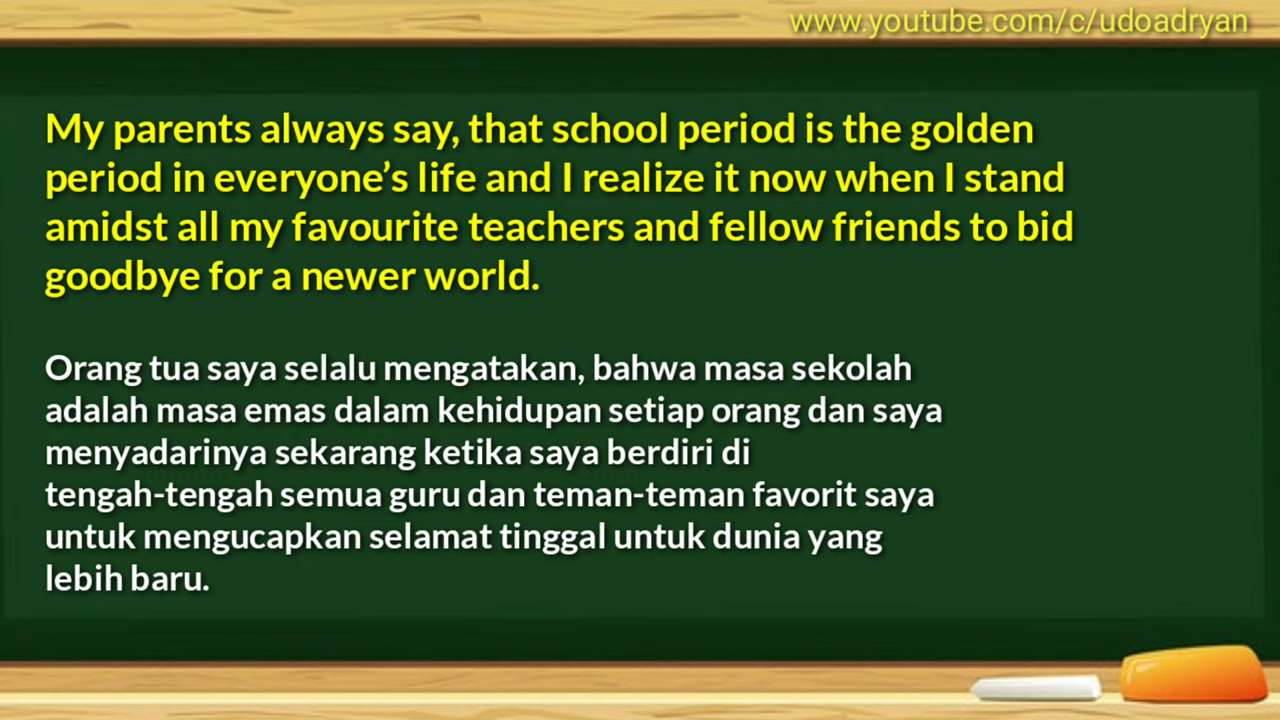 www.youtube.com/c/udoadryan
My parents always say, that school period is the golden
period in everyone’s life and I realize it now when I stand
amidst all my favourite teachers and fellow friends to bid
goodbye for a newer world.
Orang tua saya selalu mengatakan, bahwa masa sekolah
adalah masa emas dalam kehidupan setiap orang dan saya
menyadarinya sekarang ketika saya berdiri di
tengah-tengah semua guru dan teman-teman favorit saya
untuk mengucapkan selamat tinggal untuk dunia yang
lebih baru.